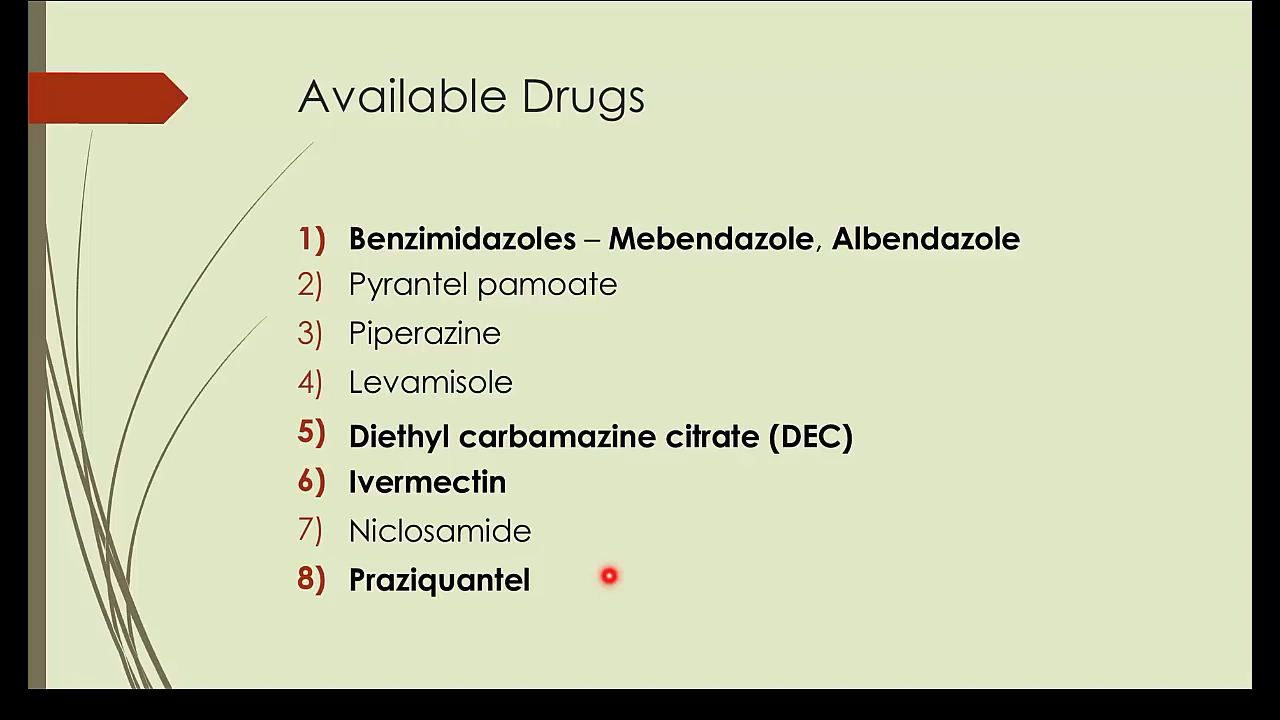 Available Drugs
1) Benzimidazoles – Mebendazole, Albendazole
2) Pyrantel pamoate
3) Piperazine
4) Levamisole
5) Diethyl carbamazine citrate (DEC)
6) Ivermectin
7) Niclosamide
8) Praziquantel